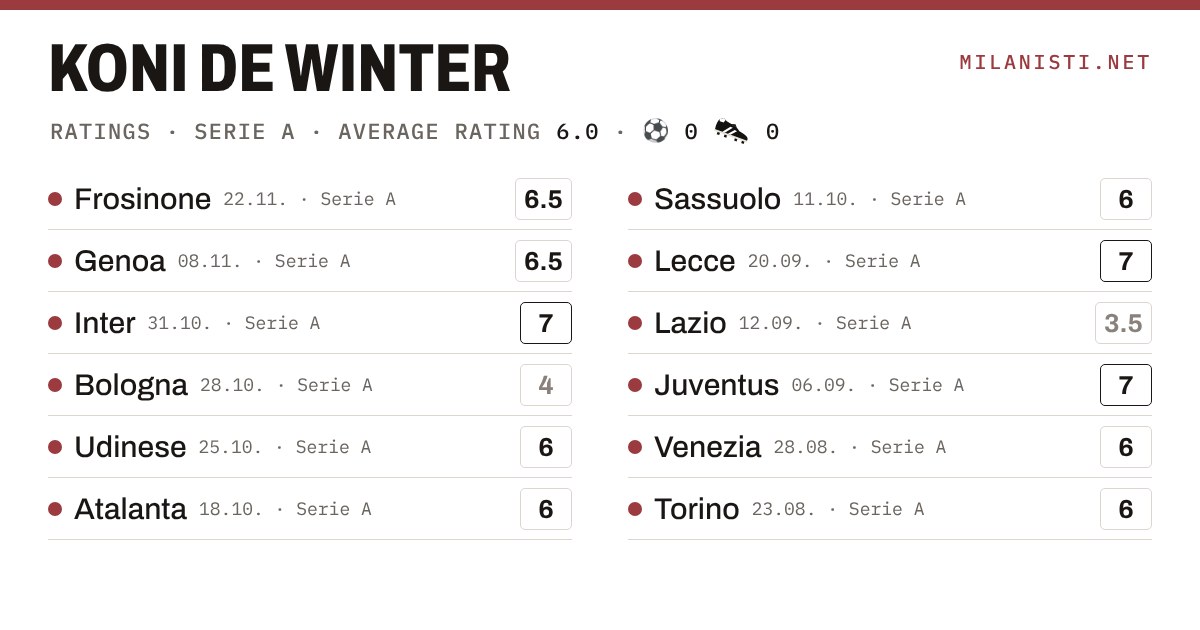 KONI DE WINTER
MILANISTI.NET
RATINGS · SERIE A · AVERAGE RATING 6.0 · ⚽ 0 0
Frosinone 22.11. · Serie A 6.5
Genoa 08.11. · Serie A 6.5
Inter 31.10. · Serie A 7
Bologna 28.10. · Serie A 4
Udinese 25.10. · Serie A 6
Atalanta 18.10. · Serie A 6
Sassuolo 11.10. · Serie A 6
Lecce 20.09. · Serie A 7
Lazio 12.09. · Serie A 3.5
Juventus 06.09. · Serie A 7
Venezia 28.08. · Serie A 6
Torino 23.08. · Serie A 6